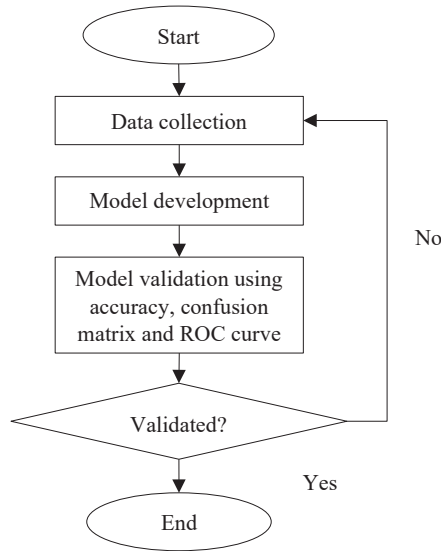 Start
Data collection
Model development
No
Model validation using
accuracy, confusion
matrix and ROC curve
Validated?
Yes
End